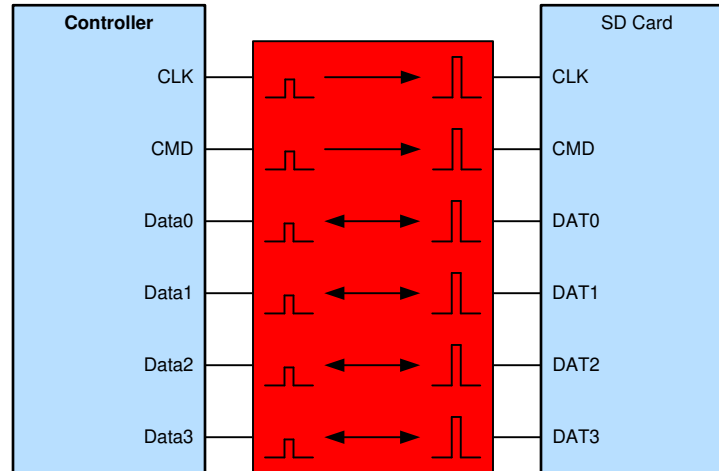 Controller
SD Card
CLK
CLK
CMD
CMD
Data0
DAT0
Data1
DAT1
Data2
DAT2
Data3
DAT3